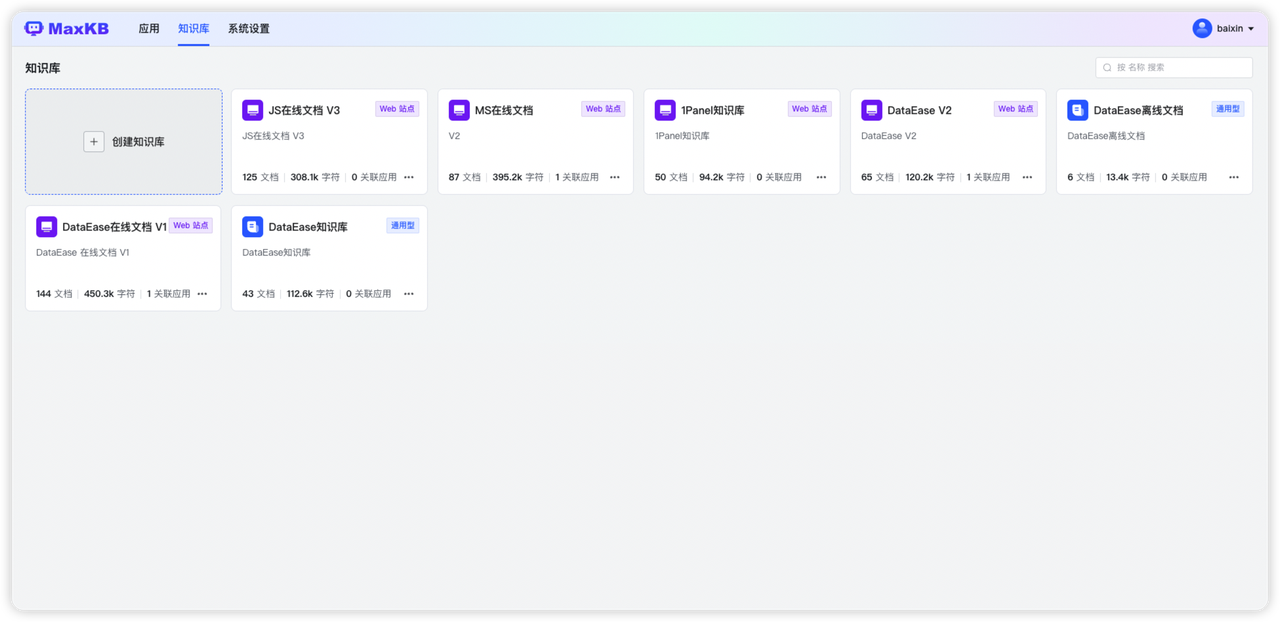 MaxKB 应用 知识库 系统设置 baixin
知识库 按 名称 搜索
创建知识库
JS在线文档 V3 Web 站点
JS在线文档 V3
125 文档 308.1k 字符 0 关联应用
MS在线文档 Web 站点
V2
87 文档 395.2k 字符 1 关联应用
1Panel知识库 Web 站点
1Panel知识库
50 文档 94.2k 字符 0 关联应用
DataEase V2 Web 站点
DataEase V2
65 文档 120.2k 字符 1 关联应用
DataEase离线文档 通用型
DataEase离线文档
6 文档 13.4k 字符 0 关联应用
DataEase在线文档 V1 Web 站点
DataEase 在线文档 V1
144 文档 450.3k 字符 1 关联应用
DataEase知识库 通用型
DataEase知识库
43 文档 112.6k 字符 0 关联应用